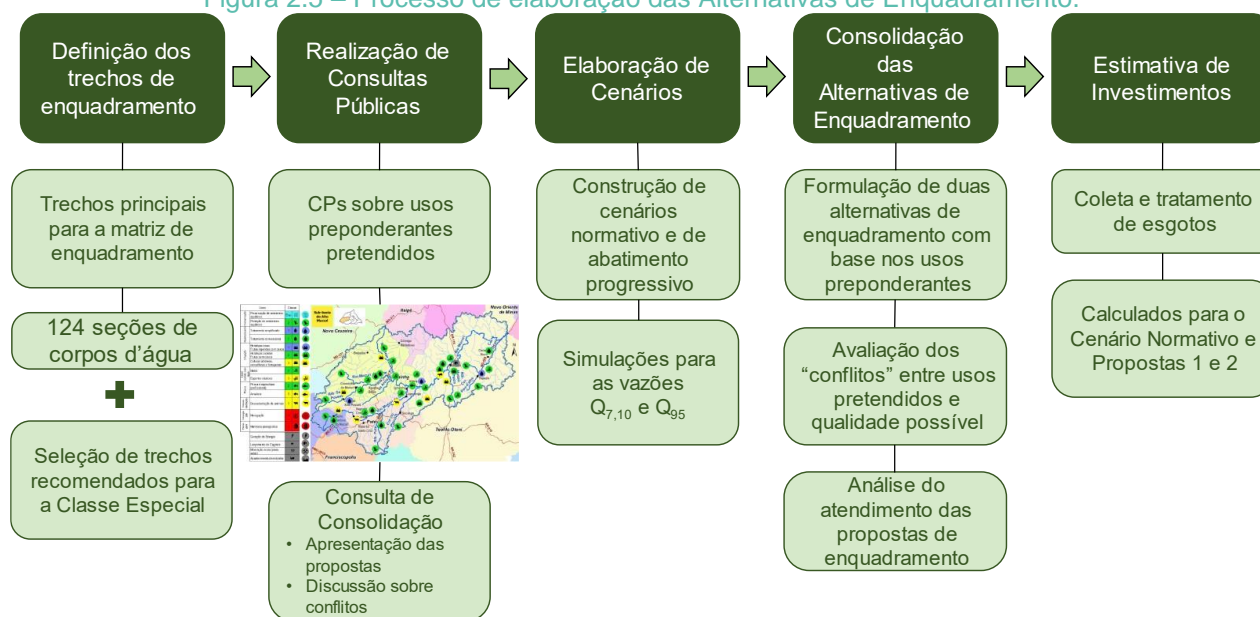 Figura 2.5 – Processo de elaboração das Alternativas de Enquadramento.
Definição dos
trechos de
enquadramento
Realização de
Consultas
Públicas
Elaboração de
Cenários
Consolidação
das
Alternativas de
Enquadramento
Estimativa de
Investimentos
Trechos principais
para a matriz de
enquadramento
124 seções de
corpos d’água
Seleção de trechos
recomendados para
a Classe Especial
CPs sobre usos
preponderantes
pretendidos
Consulta de
Consolidação
• Apresentação das
propostas
• Discussão sobre
conflitos
Construção de
cenários
normativo e de
abatimento
progressivo
Simulações para
as vazões
Q7,10 e Q95
Formulação de duas
alternativas de
enquadramento com
base nos usos
preponderantes
Avaliação dos
“conflitos” entre usos
pretendidos e
qualidade possível
Análise do
atendimento das
propostas de
enquadramento
Coleta e tratamento
de esgotos
Calculados para o
Cenário Normativo e
Propostas 1 e 2